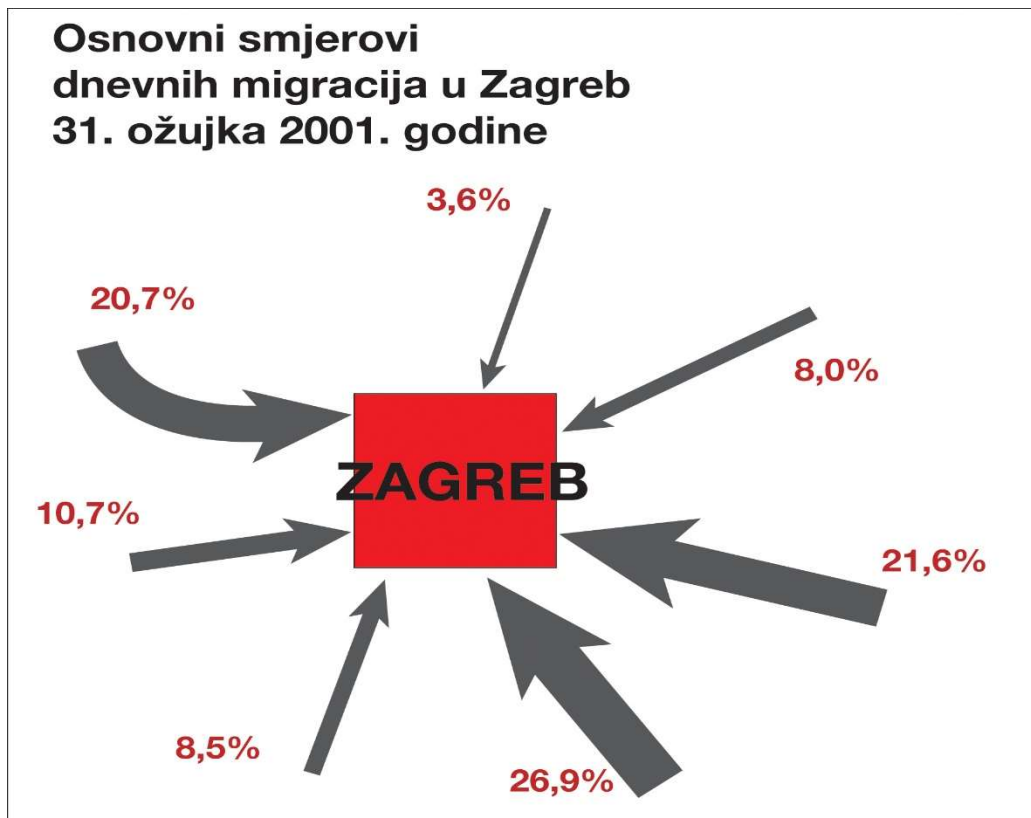 Osnovni smjerovi
dnevnih migracija u Zagreb
31. ožujka 2001. godine
3,6%
20,7%
8,0%
ZAGREB
10,7%
21,6%
8,5%
26,9%